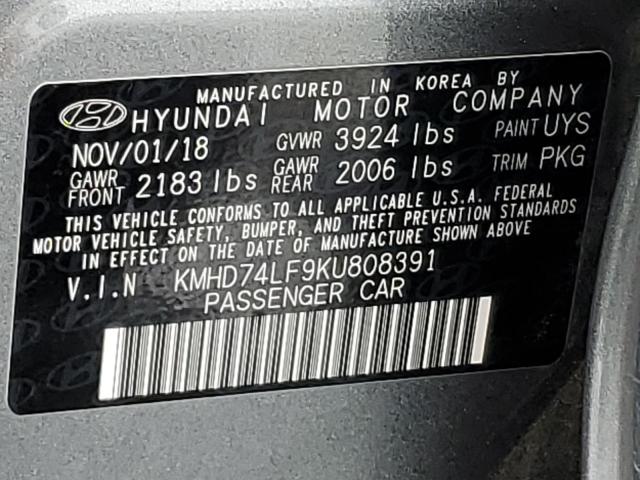 MANUFACTURED IN KOREA BY
HYUNDAI MOTOR COMPANY
NOV/01/18 GVWR 3924 lbs PAINT UYS
GAWR FRONT 2183 lbs GAWR REAR 2006 lbs TRIM PKG
THIS VEHICLE CONFORMS TO ALL APPLICABLE U.S.A. FEDERAL
MOTOR VEHICLE SAFETY, BUMPER, AND THEFT PREVENTION STANDARDS
IN EFFECT ON THE DATE OF MANUFACTURE SHOWN ABOVE
V.I.N KMHD74LF9KU808391
PASSENGER CAR